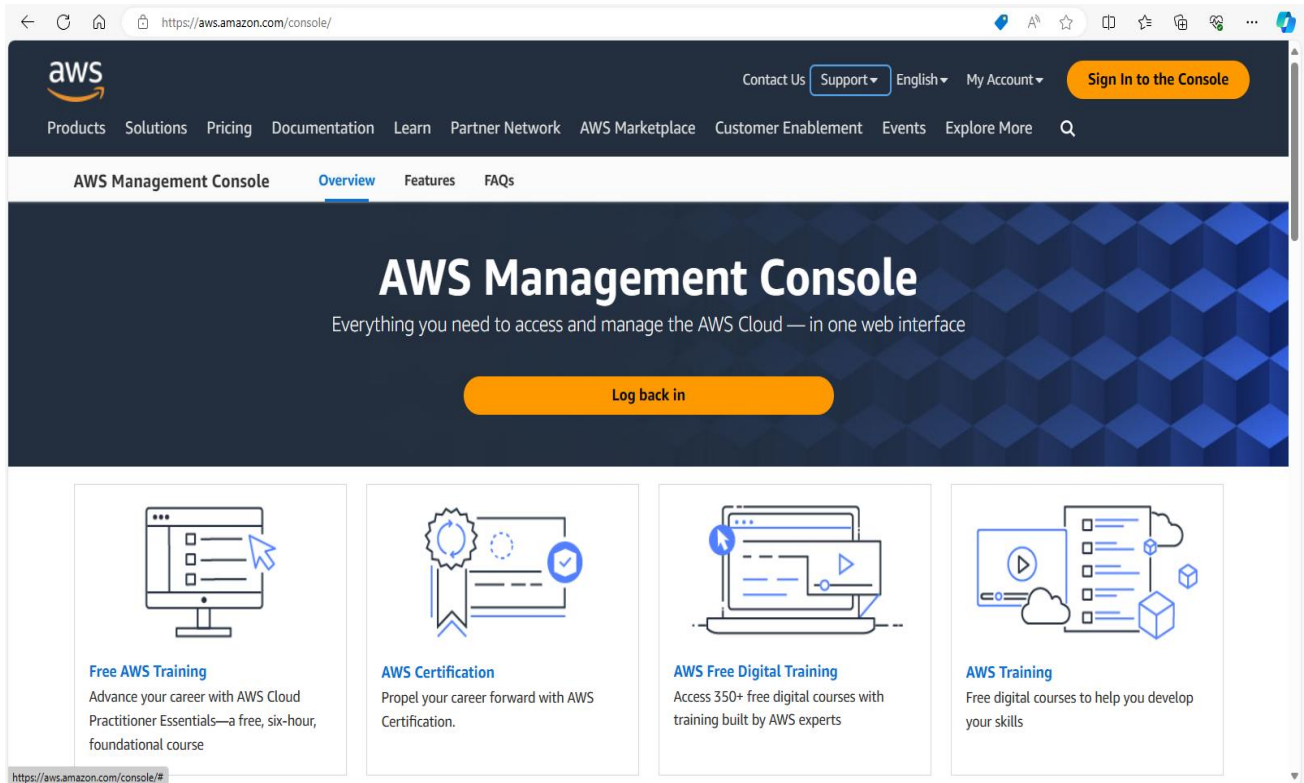 https://aws.amazon.com/console/
aws
Contact Us Support English My Account Sign In to the Console
Products Solutions Pricing Documentation Learn Partner Network AWS Marketplace Customer Enablement Events Explore More
AWS Management Console Overview Features FAQs
AWS Management Console
Everything you need to access and manage the AWS Cloud — in one web interface
Log back in
Free AWS Training
Advance your career with AWS Cloud
Practitioner Essentials—a free, six-hour,
foundational course
AWS Certification
Propel your career forward with AWS
Certification.
AWS Free Digital Training
Access 350+ free digital courses with
training built by AWS experts
AWS Training
Free digital courses to help you develop
your skills
https://aws.amazon.com/console/#